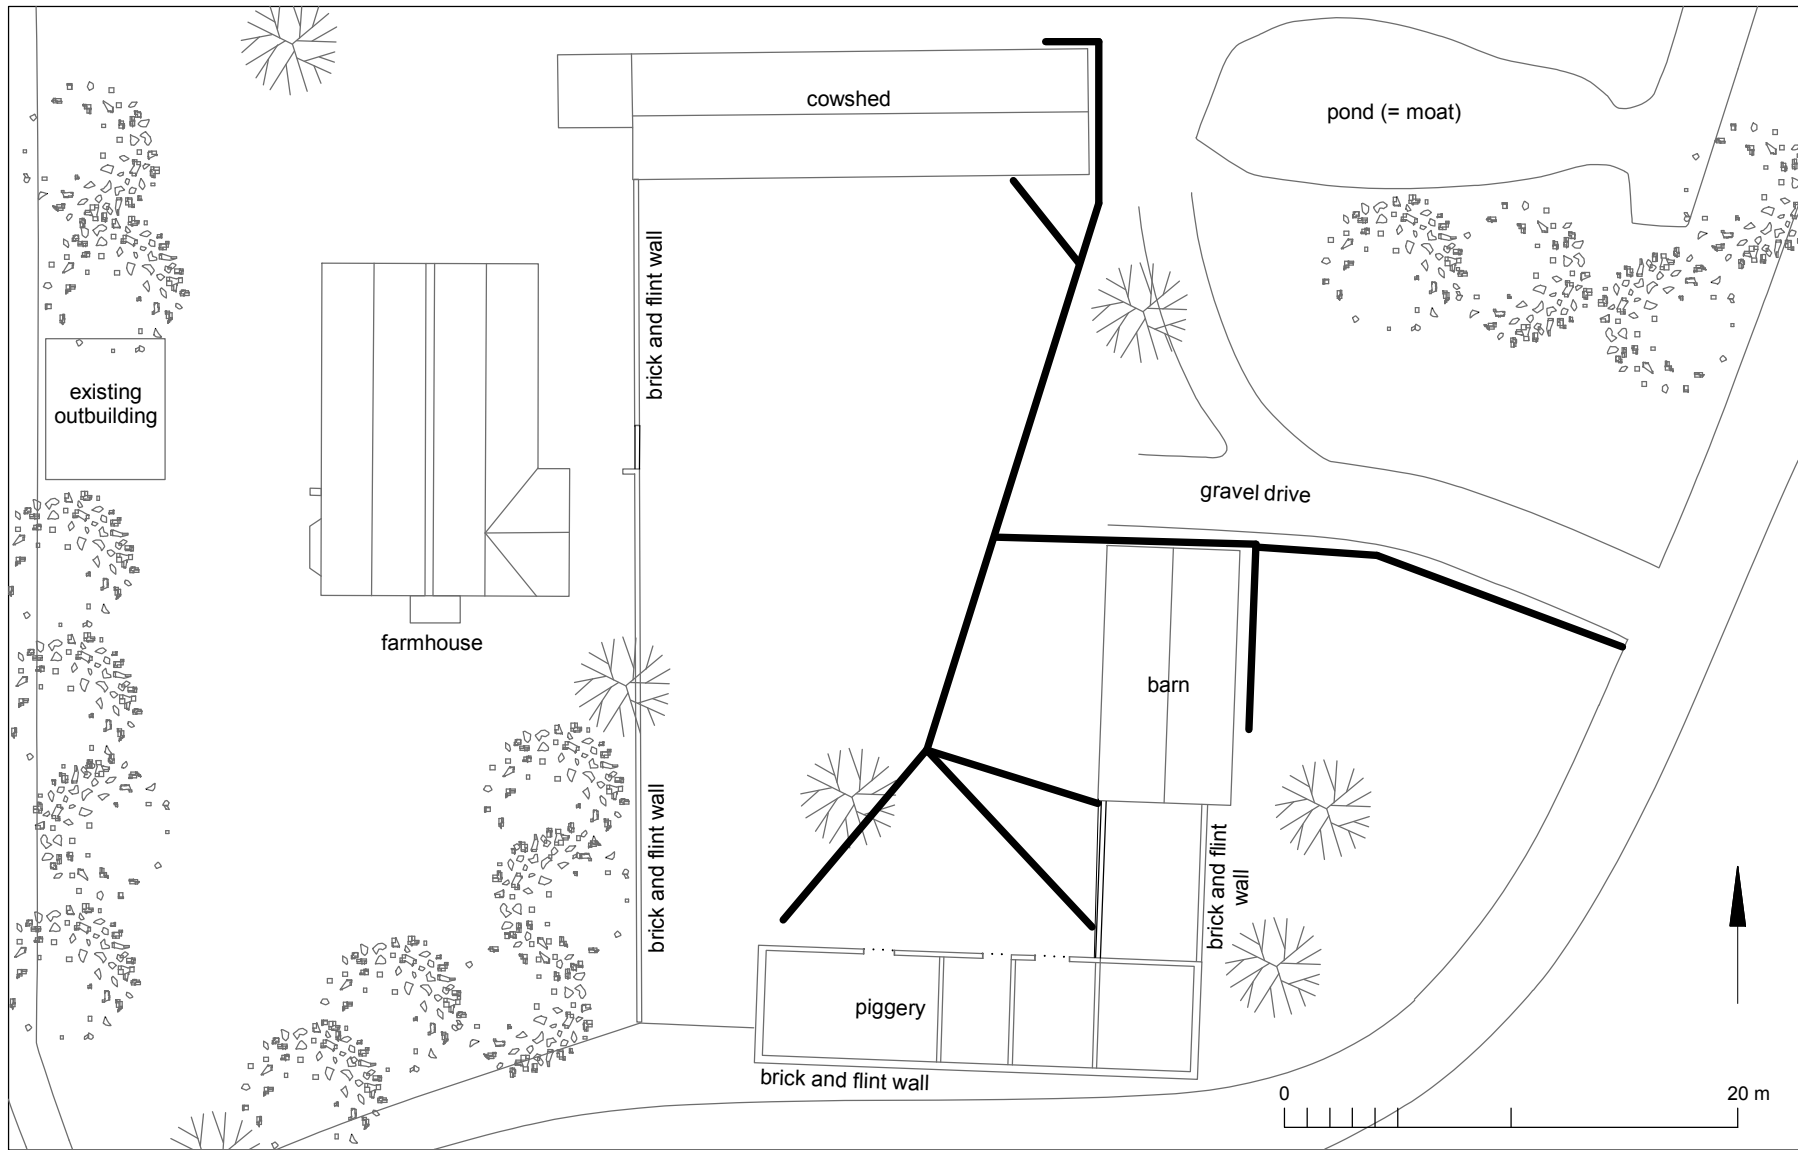 cowshed
pond (= moat)
brick and flint wall
existing
outbuilding
gravel drive
farmhouse
barn
brick and flint wall
brick and flint
wall
piggery
brick and flint wall
0
20 m